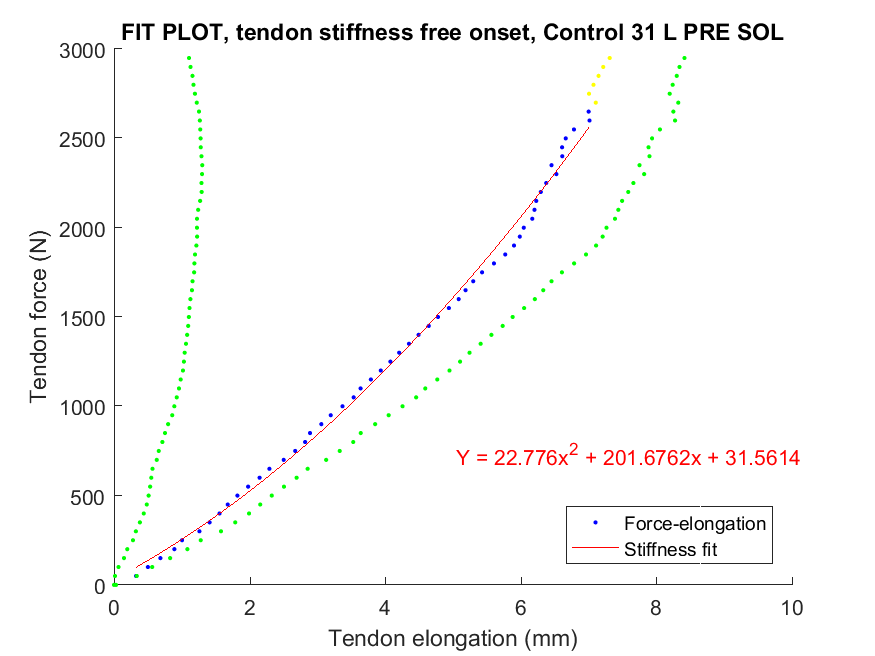 FIT PLOT, tendon stiffness free onset, Control 31 L PRE SOL
3000
2500
2000
1500
1000
500
0
Tendon force (N)
Y = 22.776x² + 201.6762x + 31.5614
Force-elongation
Stiffness fit
0 2 4 6 8 10
Tendon elongation (mm)